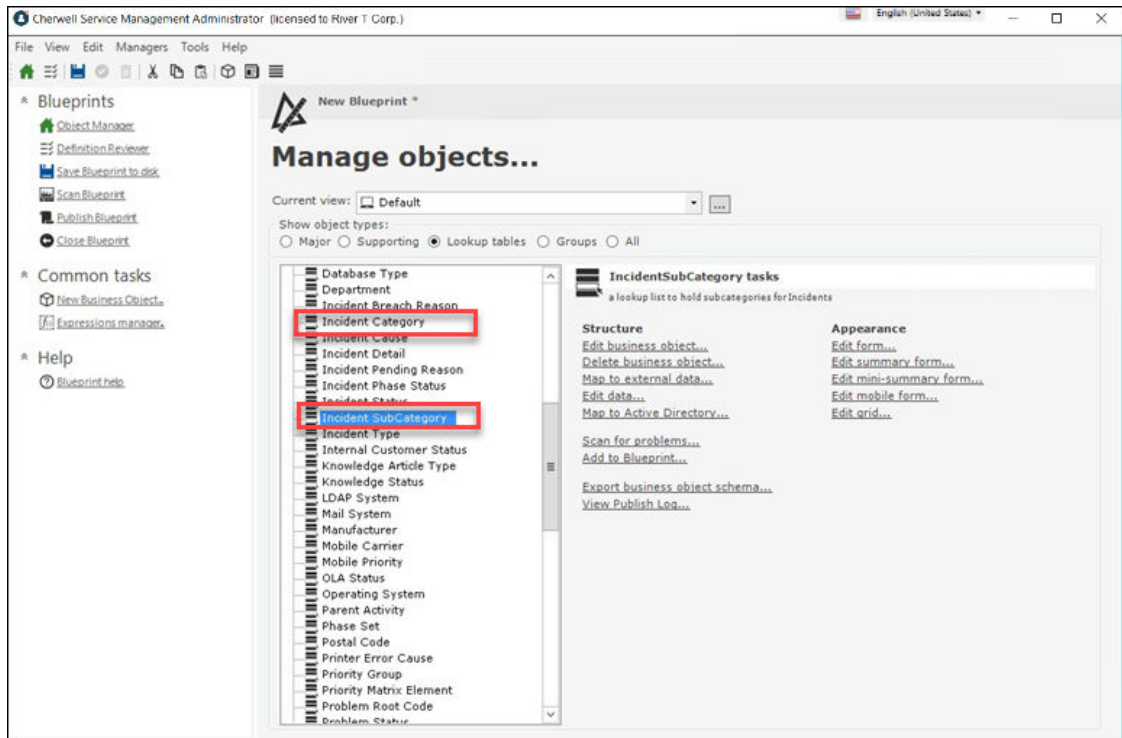 Cherwell Service Management Administrator (licensed to River T Corp.)
English (United States)
File View Edit Managers Tools Help
Blueprints
Object Manager
Definition Reviewer
Save Blueprint to disk
Scan Blueprint
Publish Blueprint
Close Blueprint
Common tasks
New Business Object...
Expressions manager...
Help
Blueprint help
New Blueprint *
Manage objects...
Current view: Default ...
Show object types:
Major Supporting Lookup tables Groups All
Database Type
Department
Incident Breach Reason
Incident Category
Incident Cause
Incident Detail
Incident Pending Reason
Incident Phase Status
Incident Status
Incident SubCategory
Incident Type
Internal Customer Status
Knowledge Article Type
Knowledge Status
LDAP System
Mail System
Manufacturer
Mobile Carrier
Mobile Priority
OLA Status
Operating System
Parent Activity
Phase Set
Postal Code
Printer Error Cause
Priority Group
Priority Matrix Element
Problem Root Code
Problem Status
IncidentSubCategory tasks
a lookup list to hold subcategories for Incidents
Structure
Edit business object...
Delete business object...
Map to external data...
Edit data...
Map to Active Directory...
Scan for problems...
Add to Blueprint...
Export business object schema...
View Publish Log...
Appearance
Edit form...
Edit summary form...
Edit mini-summary form...
Edit mobile form...
Edit grid...